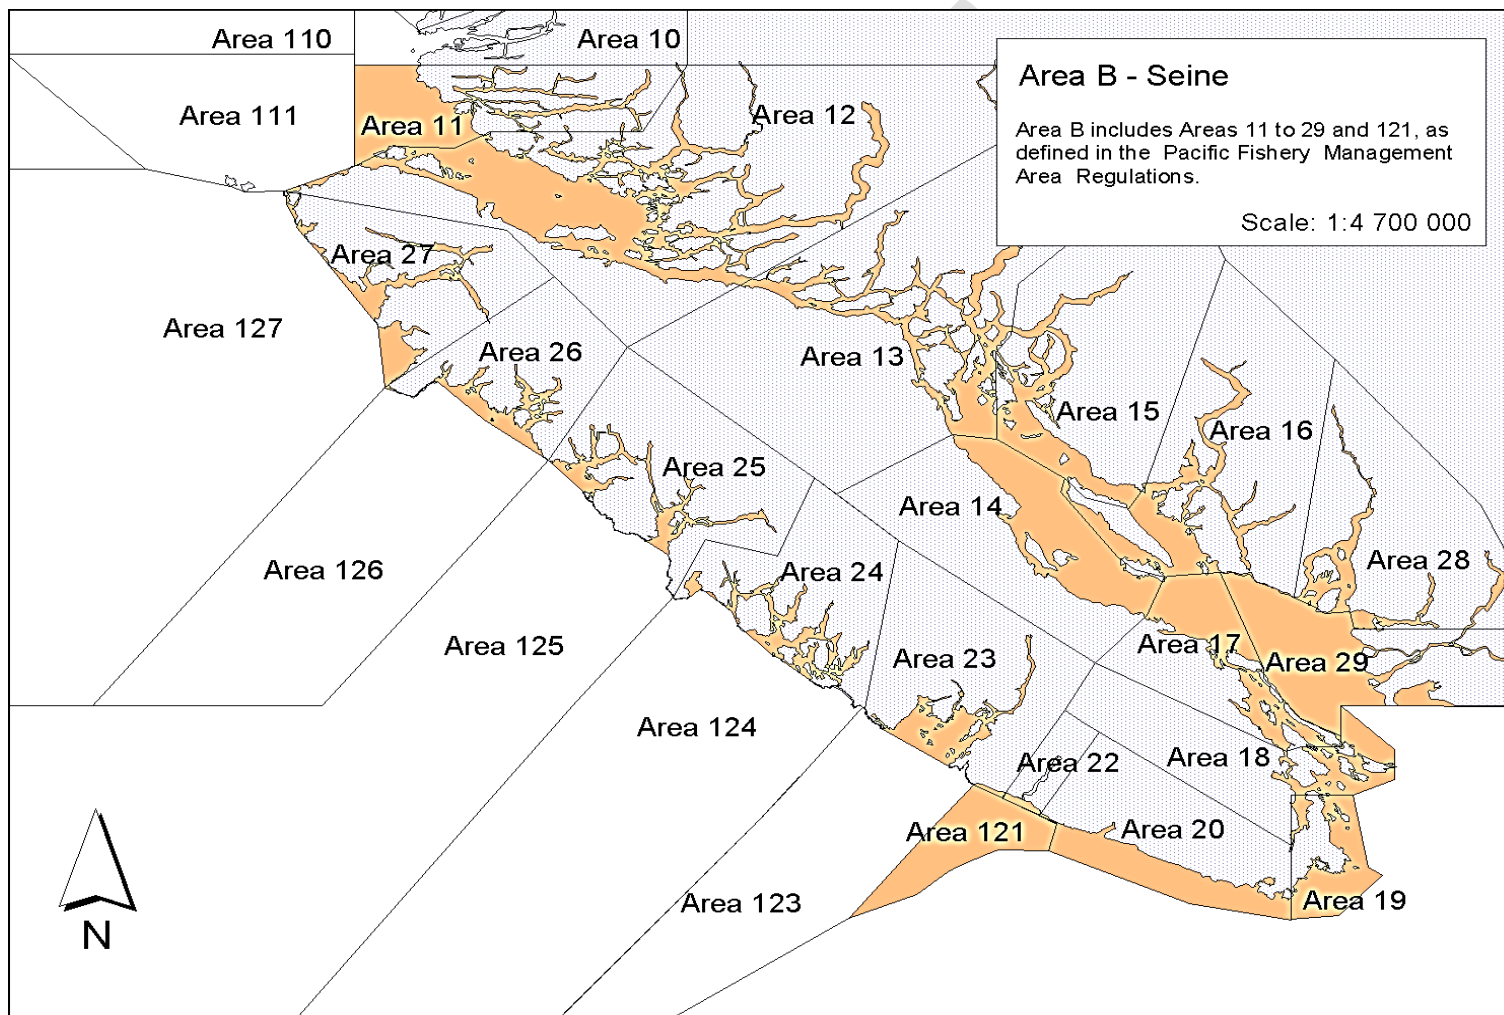 Area 110
Area 10
Area B - Seine
Area B includes Areas 11 to 29 and 121, as
defined in the Pacific Fishery Management
Area Regulations.
Scale: 1:4 700 000
Area 111
Area 11
Area 12
Area 27
Area 127
Area 26
Area 13
Area 15
Area 16
Area 25
Area 14
Area 126
Area 24
Area 28
Area 125
Area 23
Area 17
Area 29
Area 124
Area 22
Area 18
Area 121
Area 20
Area 123
Area 19
N